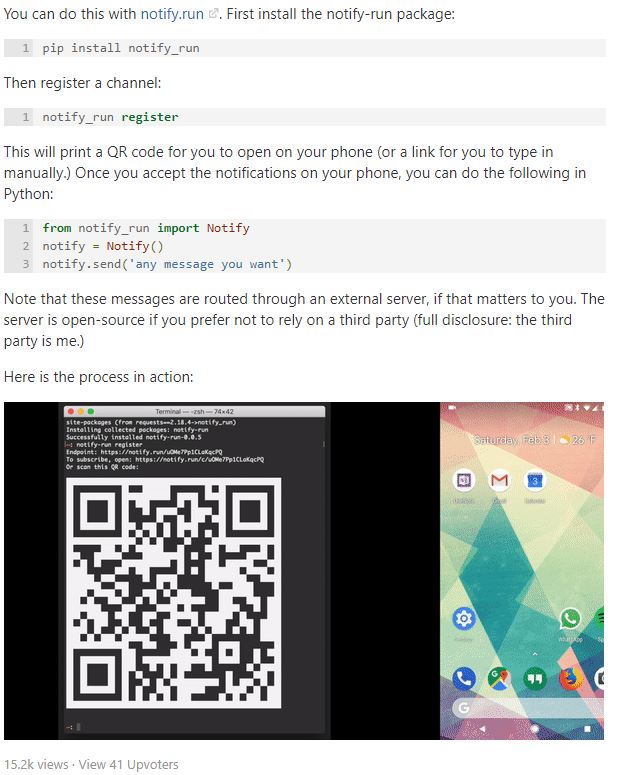 You can do this with notify.run. First install the notify-run package:
1 pip install notify_run
Then register a channel:
1 notify_run register
This will print a QR code for you to open on your phone (or a link for you to type in
manually.) Once you accept the notifications on your phone, you can do the following in
Python:
1 from notify_run import Notify
2 notify = Notify()
3 notify.send('any message you want')
Note that these messages are routed through an external server, if that matters to you. The
server is open-source if you prefer not to rely on a third party (full disclosure: the third
party is me.)
Here is the process in action:
Terminal — -zsh — 74×42
site-packages (from requests==2.18.4->notify_run)
Installing collected packages: notify-run
Successfully installed notify-run-0.0.5
~: notify-run register
Endpoint: https://notify.run/uOMe7Pp1CLoKqcPQ
To subscribe, open: https://notify.run/c/uOMe7Pp1CLoKqcPQ
Or scan this QR code:
~:
Saturday, Feb 3 | 26 °F
3
Calendar
WhatsApp
G
15.2k views · View 41 Upvoters